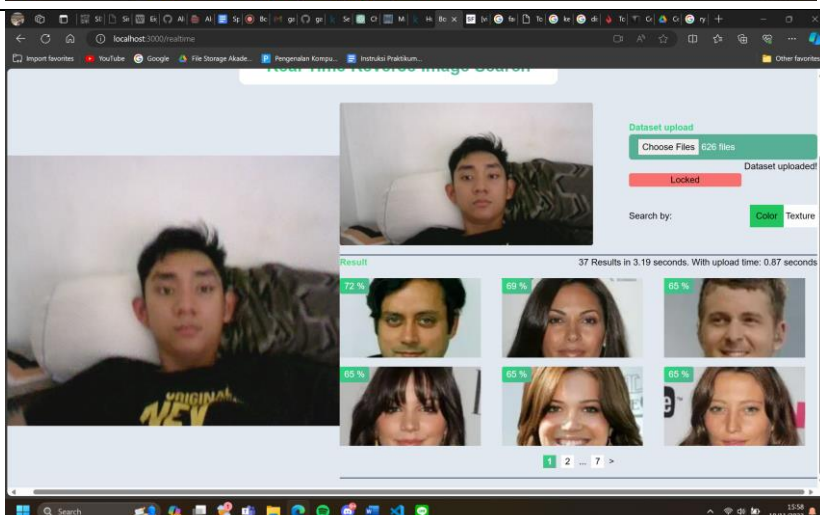 localhost:3000/realtime
Import favorites
YouTube
Google
File Storage Akade...
Pengenalan Kompu...
Instruksi Praktikum...
Other favorites
Real Time Reverse Image Search
Dataset upload
Choose Files 626 files
Dataset uploaded!
Locked
Search by:
Color Texture
Result
37 Results in 3.19 seconds. With upload time: 0.87 seconds
72 %
69 %
65 %
65 %
65 %
65 %
1 2 ... 7 >
ORIGINAL
Search
15:58